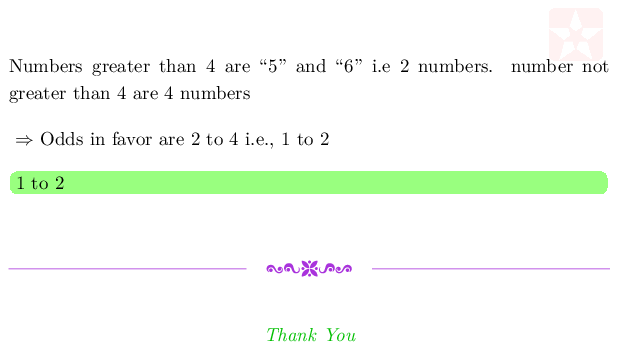 Numbers greater than 4 are “5” and “6” i.e 2 numbers. number not
greater than 4 are 4 numbers
⇒ Odds in favor are 2 to 4 i.e., 1 to 2
1 to 2
Thank You